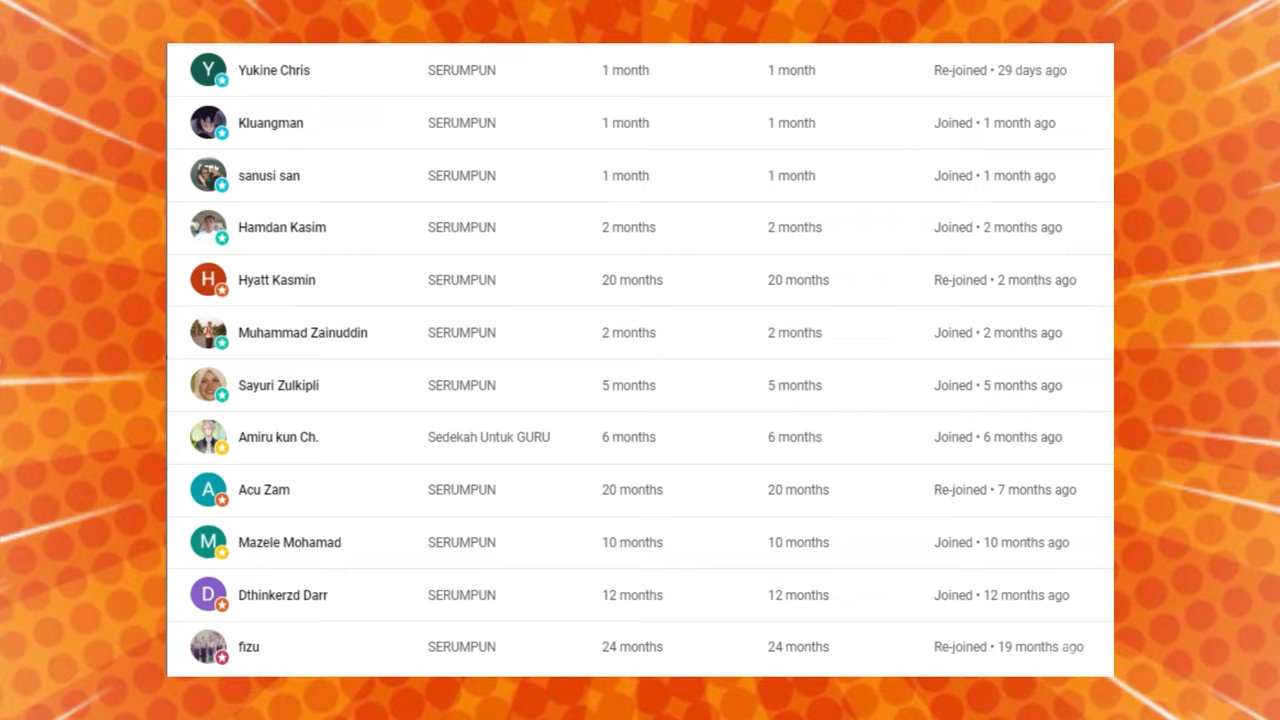 Y Yukine Chris SERUMPUN 1 month 1 month Re-joined • 29 days ago
Kluangman SERUMPUN 1 month 1 month Joined • 1 month ago
sanusi san SERUMPUN 1 month 1 month Joined • 1 month ago
Hamdan Kasim SERUMPUN 2 months 2 months Joined • 2 months ago
H Hyatt Kasmin SERUMPUN 20 months 20 months Re-joined • 2 months ago
Muhammad Zainuddin SERUMPUN 2 months 2 months Joined • 2 months ago
Sayuri Zulkipli SERUMPUN 5 months 5 months Joined • 5 months ago
Amiru kun Ch. Sedekah Untuk GURU 6 months 6 months Joined • 6 months ago
A Acu Zam SERUMPUN 20 months 20 months Re-joined • 7 months ago
M Mazele Mohamad SERUMPUN 10 months 10 months Joined • 10 months ago
D Dthinkerzd Darr SERUMPUN 12 months 12 months Joined • 12 months ago
fizu SERUMPUN 24 months 24 months Re-joined • 19 months ago